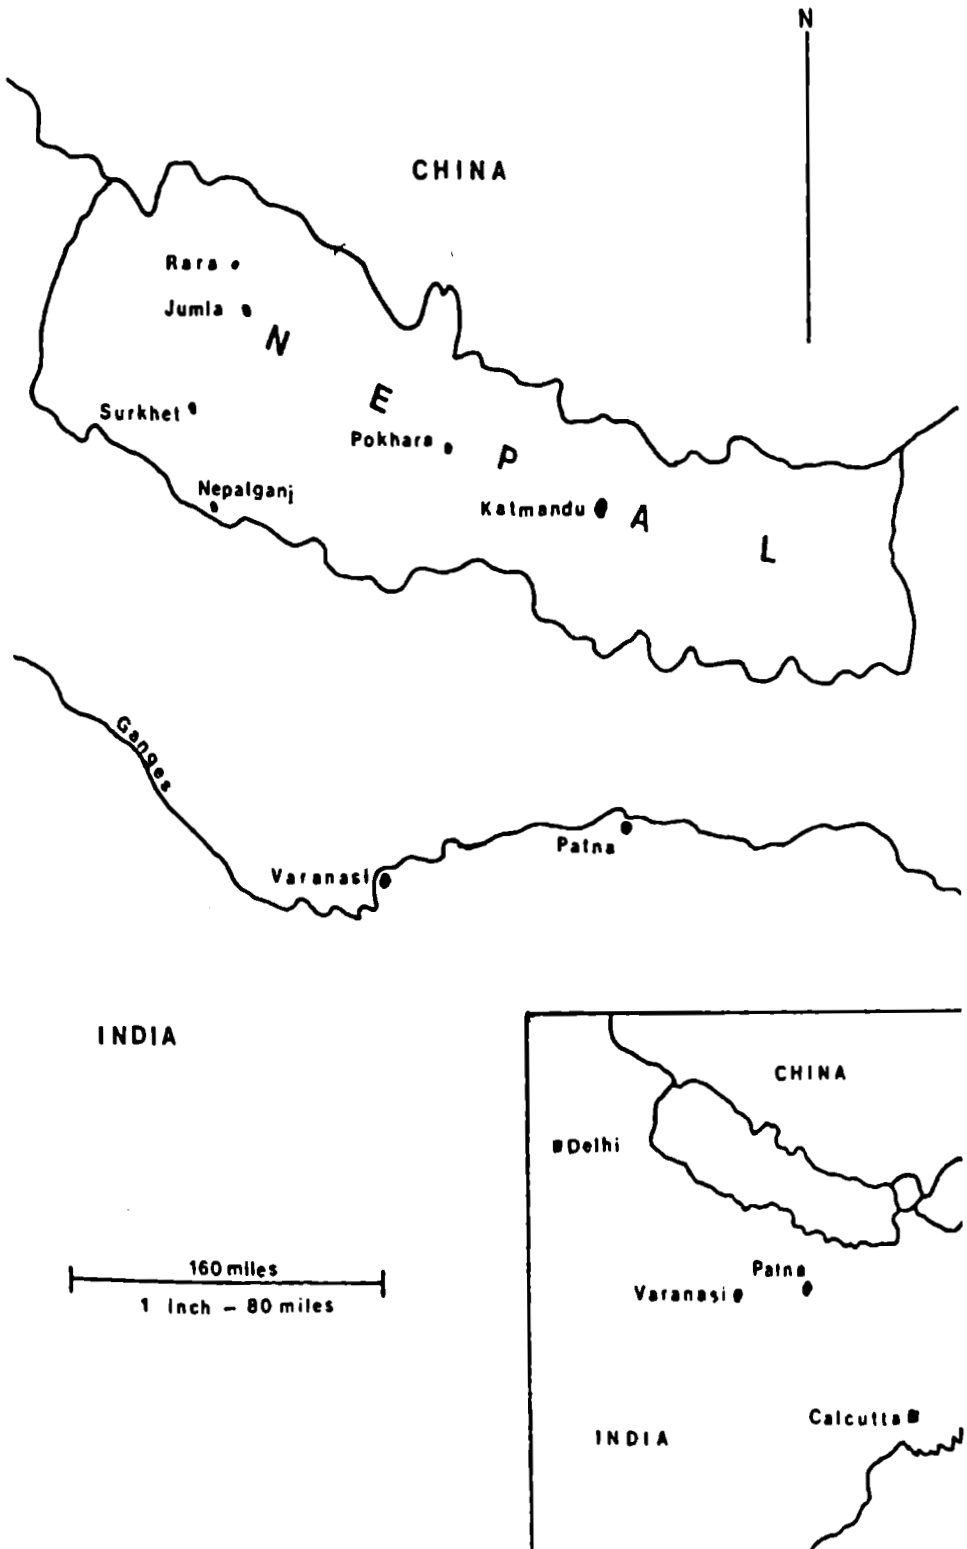 N
CHINA
Rara
Jumla
N
E
Surkhet
Pokhara
P
Nepalganj
Katmandu
A
L
Ganges
Patna
Varanasi
INDIA
CHINA
Delhi
160 miles
Patna
1 Inch – 80 miles
Varanasi
Calcutta
INDIA